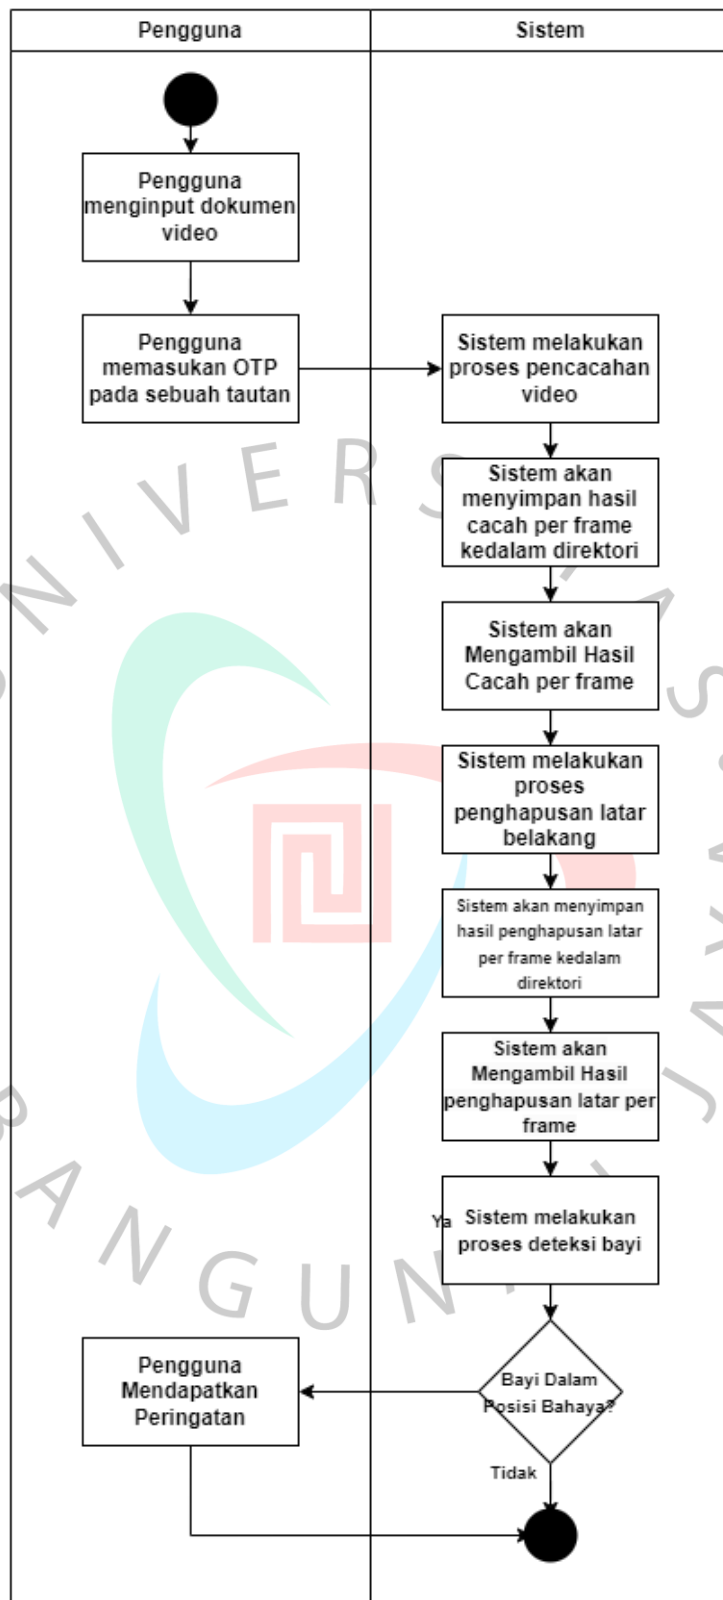 Pengguna
Sistem
Pengguna
menginput dokumen
video
Pengguna
memasukan OTP
pada sebuah tautan
Sistem melakukan
proses pencacahan
video
Sistem akan
menyimpan hasil
cacah per frame
kedalam direktori
Sistem akan
Mengambil Hasil
Cacah per frame
Sistem melakukan
proses
penghapusan latar
belakang
Sistem akan menyimpan
hasil penghapusan latar
per frame kedalam
direktori
Sistem akan
Mengambil Hasil
penghapusan latar per
frame
Ya
Sistem melakukan
proses deteksi bayi
Bayi Dalam
Posisi Bahaya?
Pengguna
Mendapatkan
Peringatan
Tidak